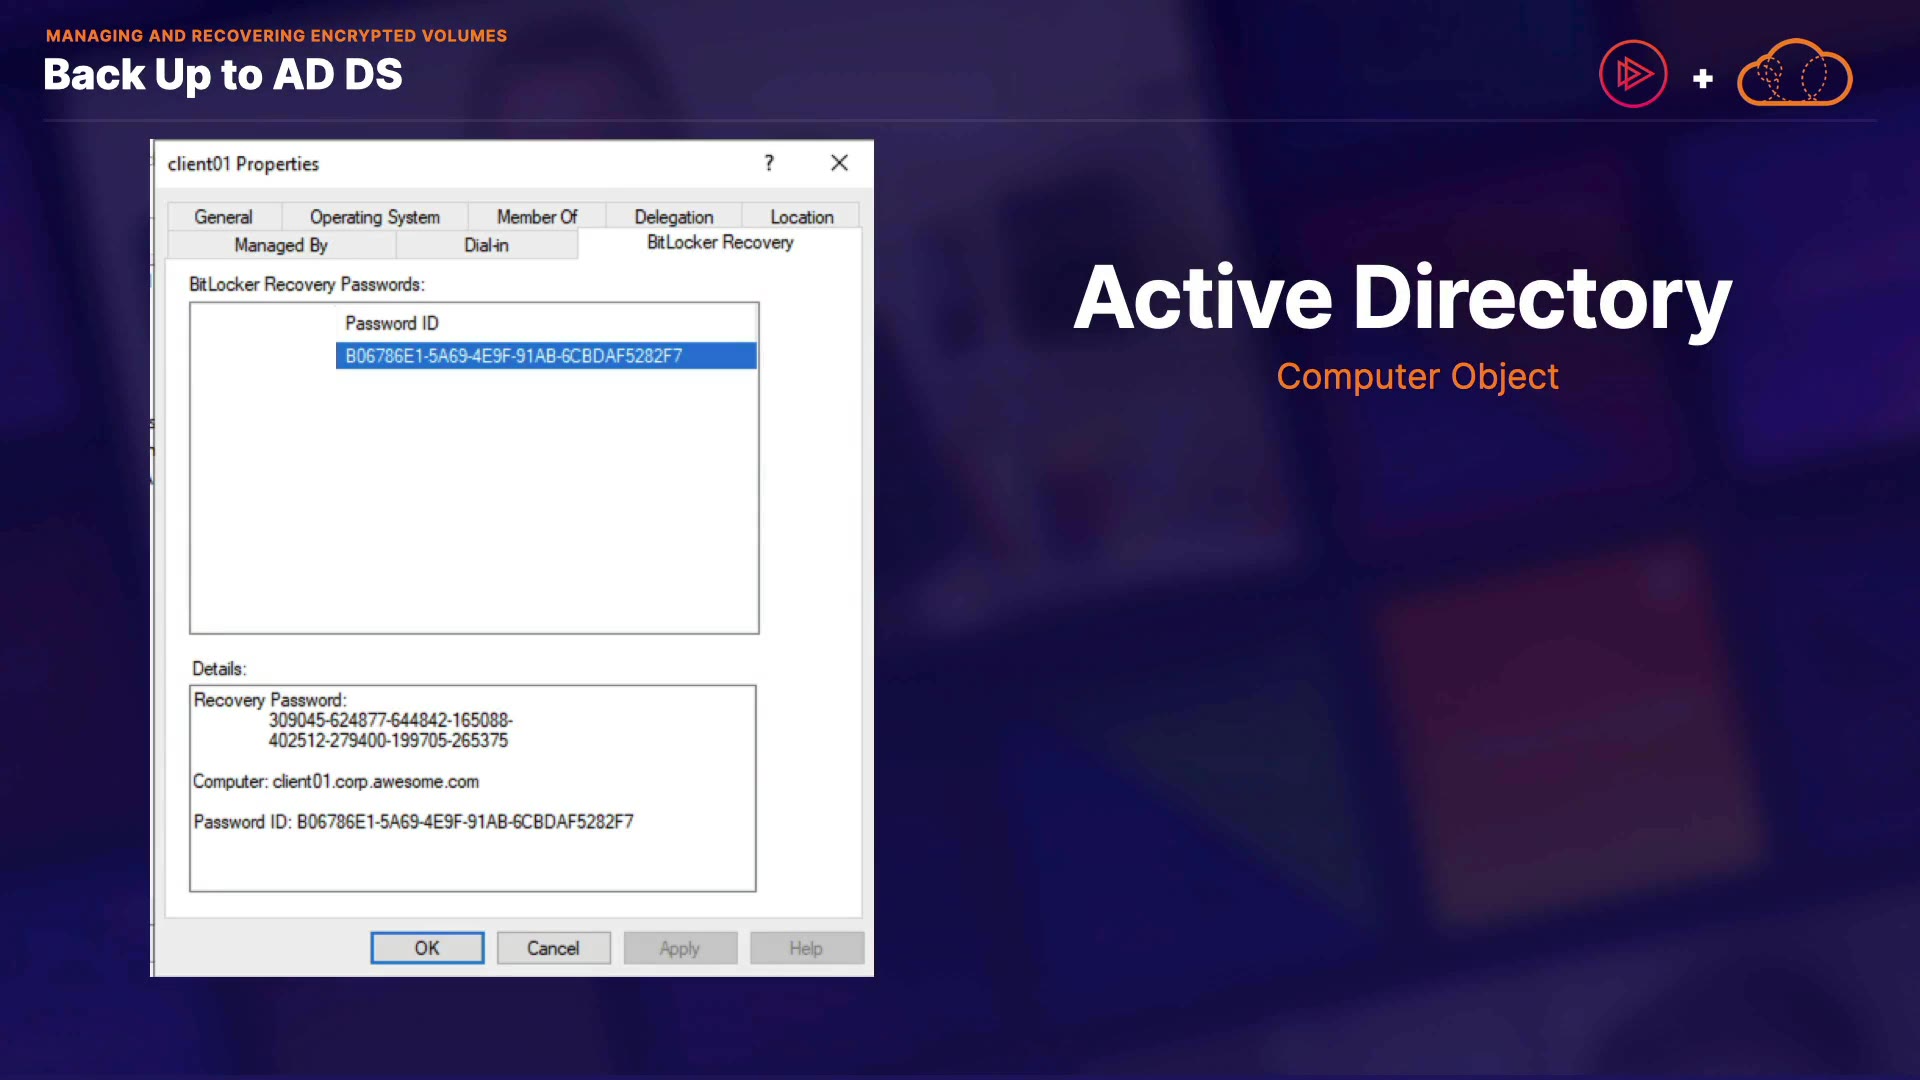 MANAGING AND RECOVERING ENCRYPTED VOLUMES
Back Up to AD DS
+
client01 Properties
?
General Operating System Member Of Delegation Location
Managed By Dial-in BitLocker Recovery
BitLocker Recovery Passwords:
Password ID
B06786E1-5A69-4E9F-91AB-6CBDAF5282F7
Details:
Recovery Password:
309045-624877-644842-165088-
402512-279400-199705-265375
Computer: client01.corp.awesome.com
Password ID: B06786E1-5A69-4E9F-91AB-6CBDAF5282F7
OK Cancel Apply Help
Active Directory
Computer Object